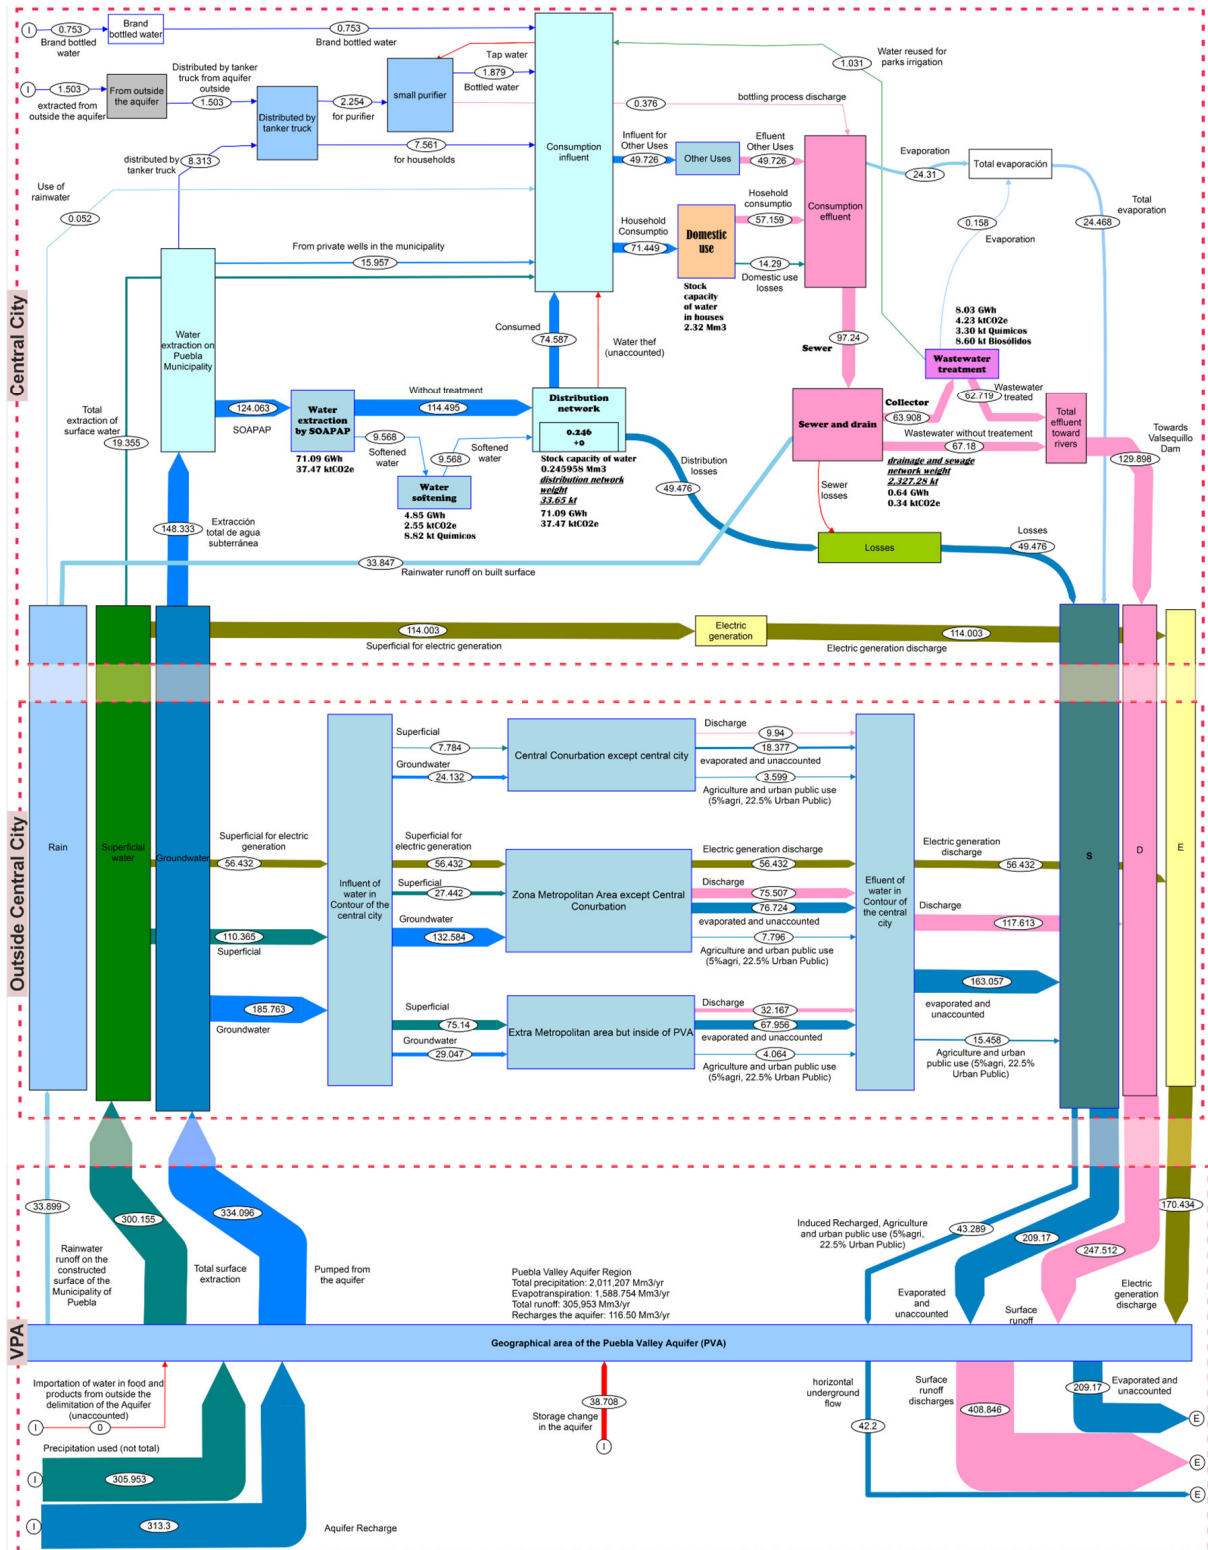 Central City
I
0.753
Brand bottled
water
Brand
bottled water
0.753
Brand bottled water
I
1.503
extracted from
outside the aquifer
From outside
the aquifer
Distributed by tanker
truck from aquifer
outside
1.503
Distributed by
tanker truck
2.254
for purifier
small purifier
Tap water
1.879
Bottled water
7.561
for households
distributed by
tanker truck
8.313
Use of
rainwater
0.052
Consumption
influent
1.031
Water reused for
parks irrigation
0.376
bottling process discharge
Influent for
Other Uses
49.726
Other Uses
Efluent
Other Uses
49.726
Household
Consumptio
71.449
Domestic
use
Hosehold
consumptio
57.159
14.29
Domestic use
losses
Stock
capacity
of water
in houses
2.32 Mm3
Consumption
effluent
Evaporation
24.31
Total evaporación
Total
evaporation
24.468
0.158
Evaporation
From private wells in the municipality
15.957
Water
extraction on
Puebla
Municipality
Total
extraction of
surface water
19.355
124.063
SOAPAP
Water
extraction
by SOAPAP
71.09 GWh
37.47 ktCO2e
Without treatment
114.495
9.568
Softened
water
9.568
Softened
water
Water
softening
4.85 GWh
2.55 ktCO2e
8.82 kt Químicos
Consumed
74.587
Water thef
(unaccounted)
Distribution
network
0.246
+0
Stock capacity of water
0.245958 Mm3
distribution network
weight
33.65 kt
71.09 GWh
37.47 ktCO2e
Distribution
losses
49.476
97.24
Sewer
Sewer and drain
Collector
63.908
8.03 GWh
4.23 ktCO2e
3.30 kt Químicos
8.60 kt Biosólidos
Wastewater
treatment
62.719
Wastewater
treated
Wastewater without treatement
67.18
drainage and sewage
network weight
2,327.28 kt
0.64 GWh
0.34 ktCO2e
Total
effluent
toward
rivers
Towards
Valsequillo
Dam
129.898
Sewer
losses
Losses
Losses
49.476
148.333
Extracción
total de agua
subterránea
33.847
Rainwater runoff on built surface
114.003
Superficial for electric generation
Electric
generation
114.003
Electric generation discharge
Outside Central City
Rain
Superficial
water
Groundwater
Superficial for electric
generation
56.432
110.365
Superficial
185.763
Groundwater
Influent of
water in
Contour of the
central city
Superficial
7.784
Groundwater
24.132
Central Conurbation except central city
Discharge
9.94
18.377
evaporated and unaccounted
3.599
Agriculture and urban public use
(5%agri, 22.5% Urban Public)
Superficial for
electric generation
56.432
Superficial
27.442
Groundwater
132.584
Zona Metropolitan Area except Central
Conurbation
Electric generation discharge
56.432
Discharge
75.507
76.724
evaporated and unaccounted
7.796
Agriculture and urban public use
(5%agri, 22.5% Urban Public)
Superficial
75.14
Groundwater
29.047
Extra Metropolitan area but inside of PVA
Discharge
32.167
67.956
evaporated and unaccounted
4.064
Agriculture and urban public use
(5%agri, 22.5% Urban Public)
Efluent of
water in
Contour of the
central
city
Electric generation
discharge
56.432
Discharge
117.613
163.057
evaporated and
unaccounted
15.458
Agriculture and urban
public use (5%agri, 22.5%
Urban Public)
S
D
E
VPA
33.899
Rainwater
runoff on the
constructed
surface of the
Municipality of
Puebla
300.155
Total surface
extraction
334.096
Pumped from
the aquifer
Puebla Valley Aquifer Region
Total precipitation: 2,011,207 Mm3/yr
Evapotranspiration: 1,588.754 Mm3/yr
Total runoff: 305,953 Mm3/yr
Recharges the aquifer: 116.50 Mm3/yr
Induced Recharged, Agriculture
and urban public use (5%agri,
22.5% Urban Public)
43.289
209.17
Evaporated
and
unaccounted
247.512
Surface
runoff
170.434
Electric
generation
discharge
Geographical area of the Puebla Valley Aquifer (PVA)
Importation of water in food and
products from outside the
delimitation of the Aquifer
(unaccounted)
I
0
Precipitation used (not total)
I
305.953
I
313.3
Aquifer Recharge
38.708
Storage change
in the aquifer
I
horizontal
underground
flow
42.2
Surface
runoff
discharges
408.846
209.17
Evaporated and
unaccounted
E
E
E